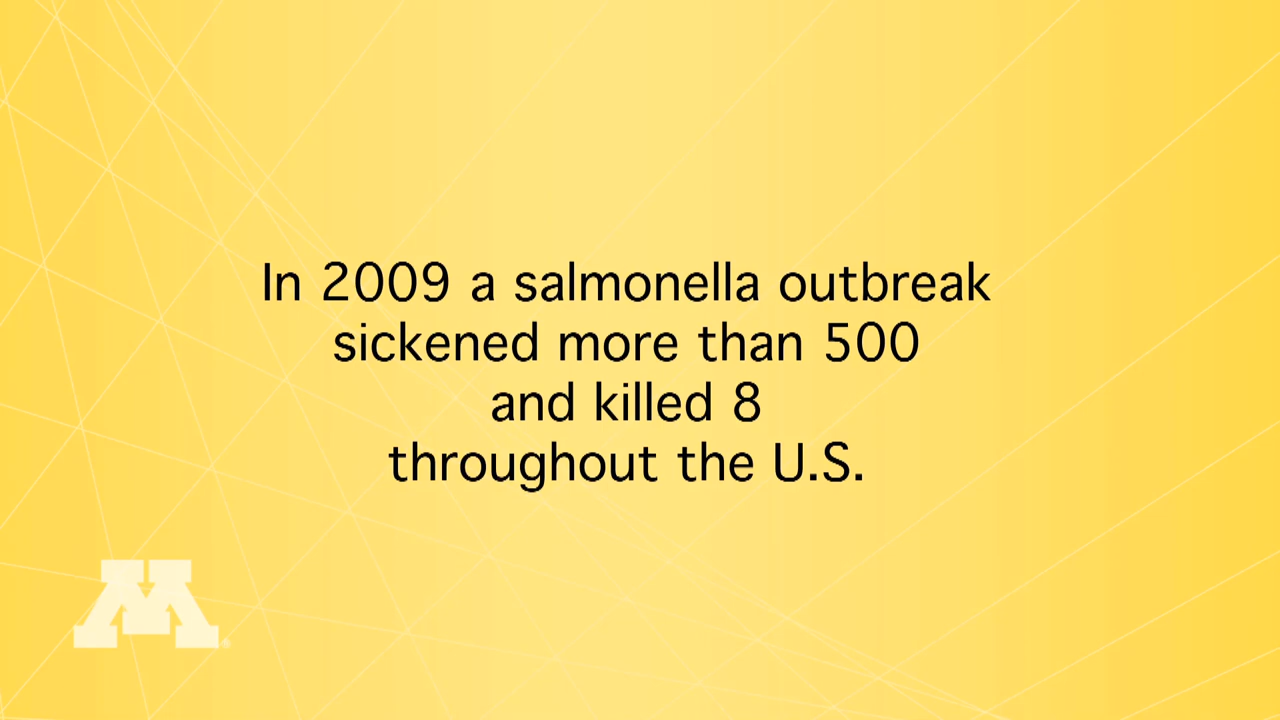 In 2009 a salmonella outbreak
sickened more than 500
and killed 8
throughout the U.S.
M